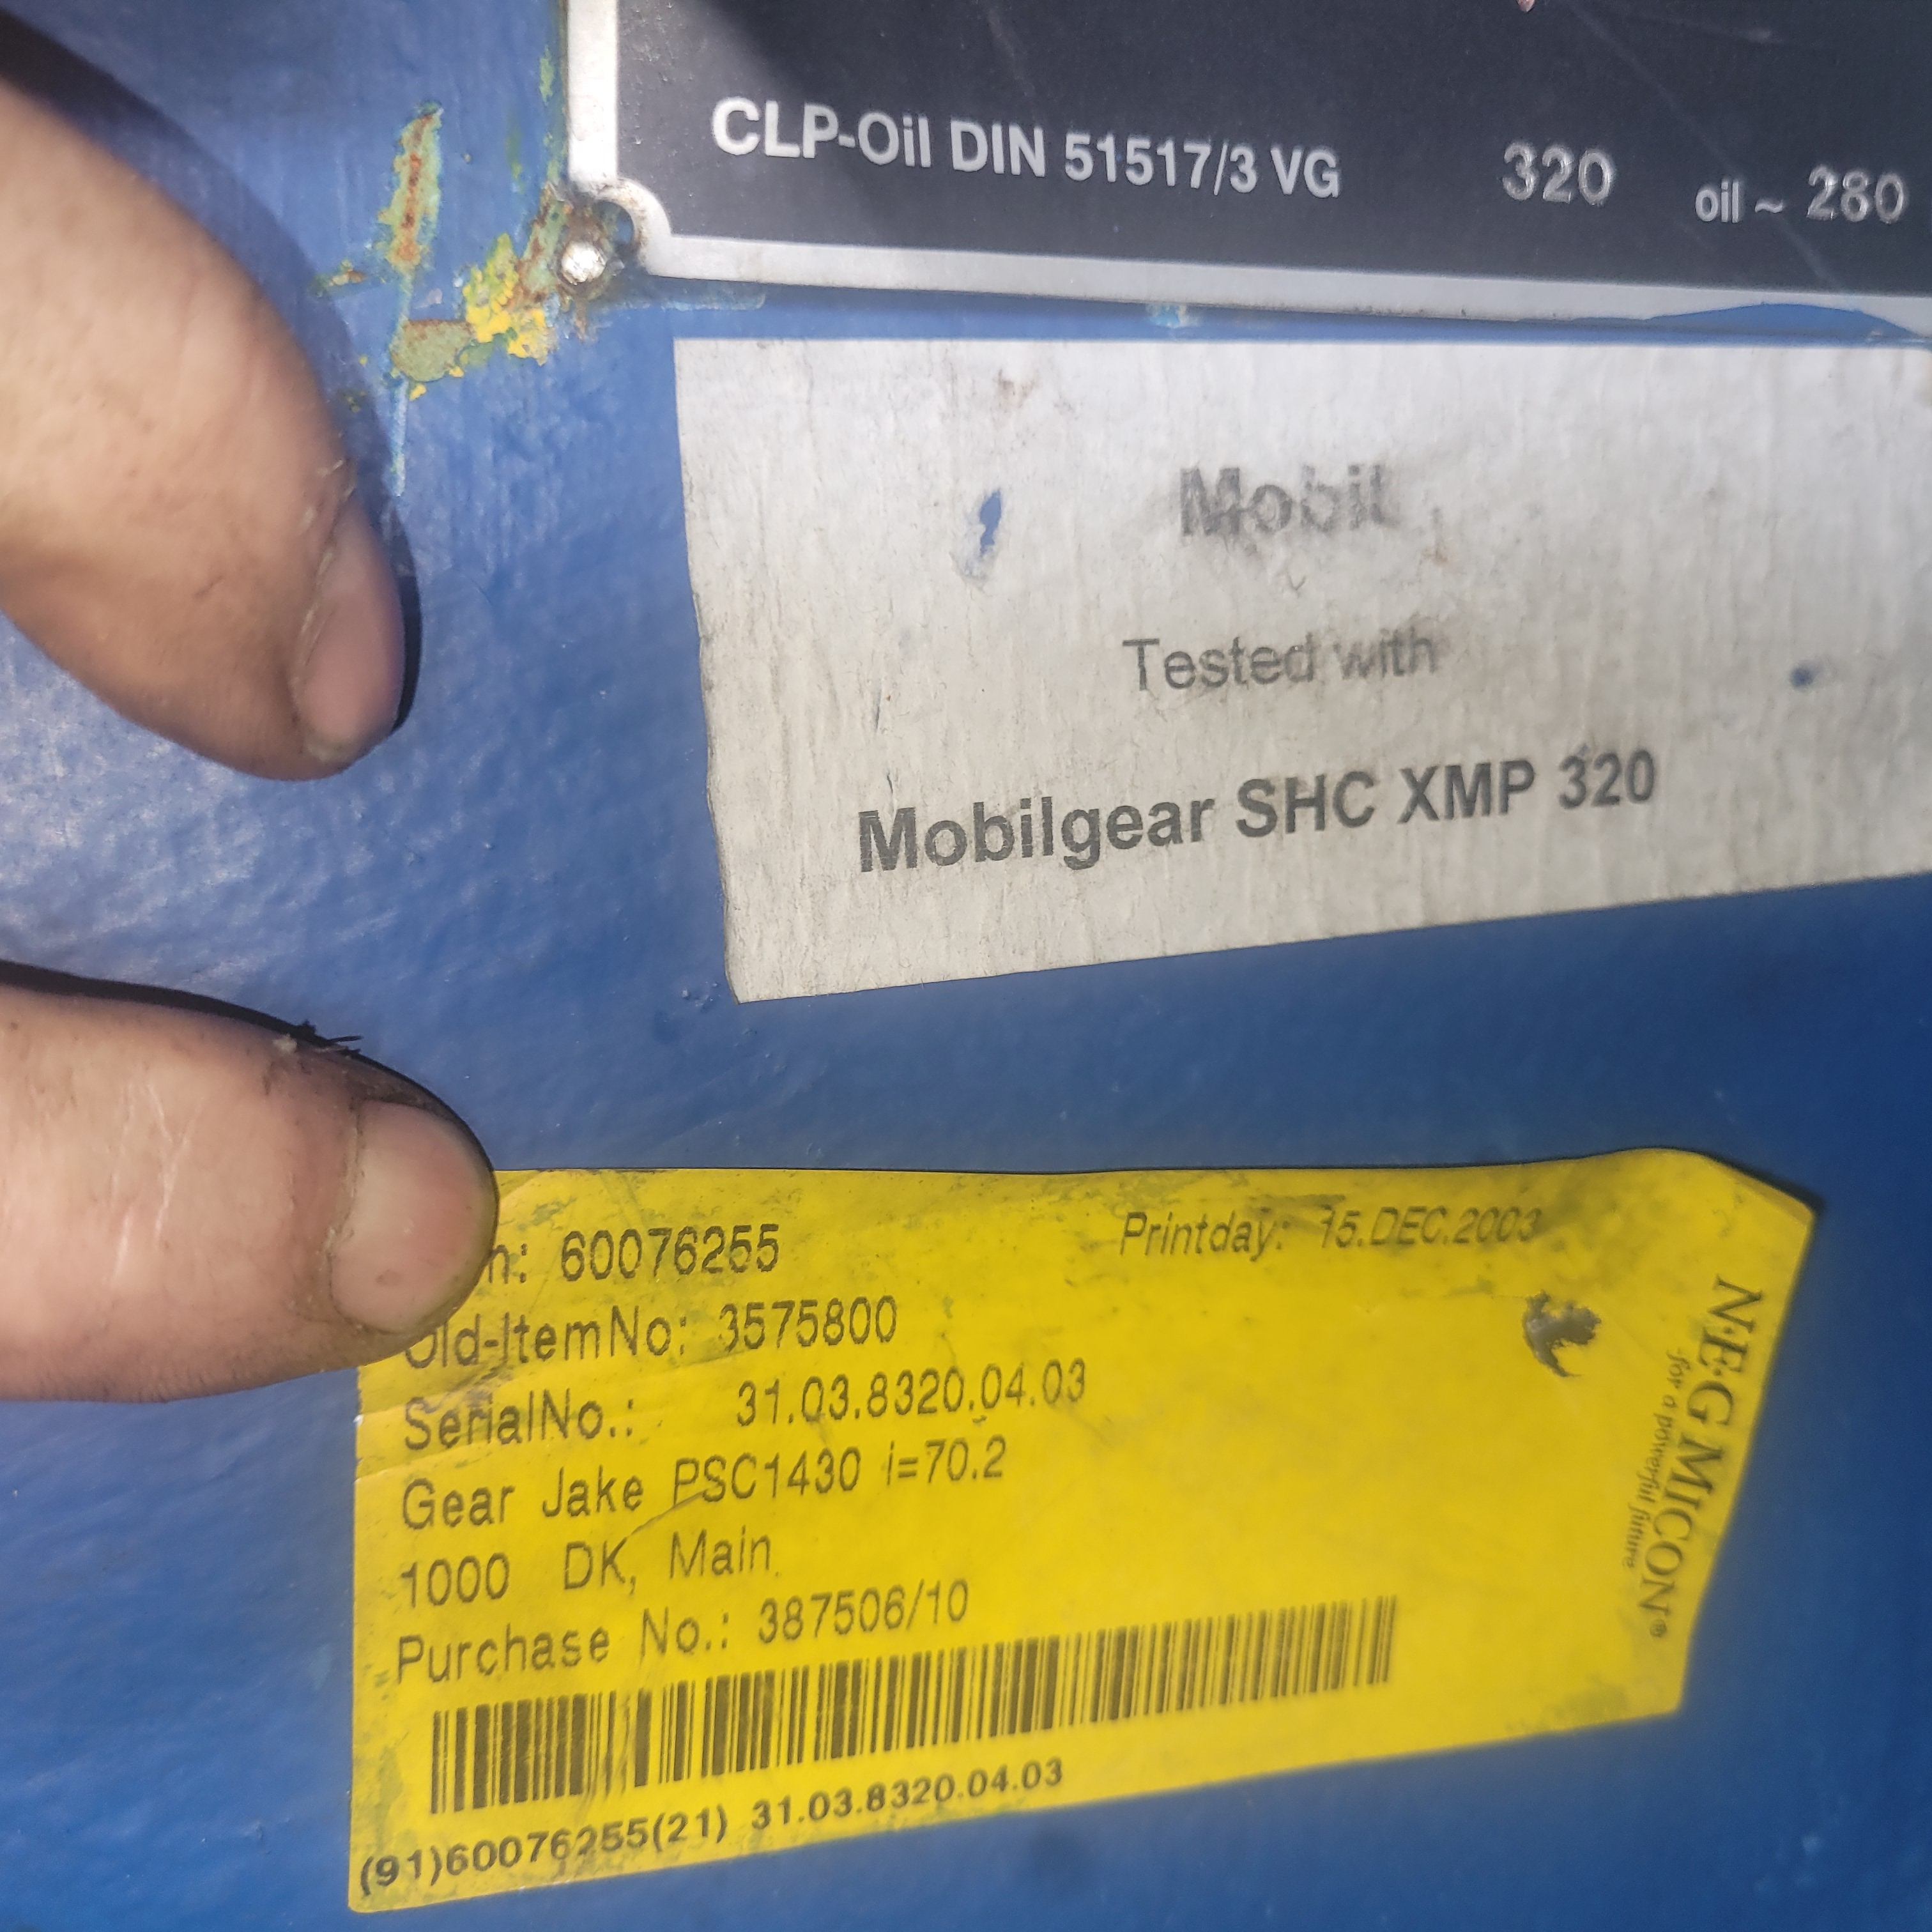 CLP-Oil DIN 51517/3 VG 320 oil ~ 280
Mobil
Tested with
Mobilgear SHC XMP 320
n: 60076255 Printday: 15.DEC.2003
Old-ItemNo: 3575800
SerialNo.: 31.03.8320.04.03
Gear Jake PSC1430 i=70.2
1000 DK, Main
Purchase No.: 387506/10
(91)60076255(21) 31.03.8320.04.03
NEG MICON®
for a powerful future